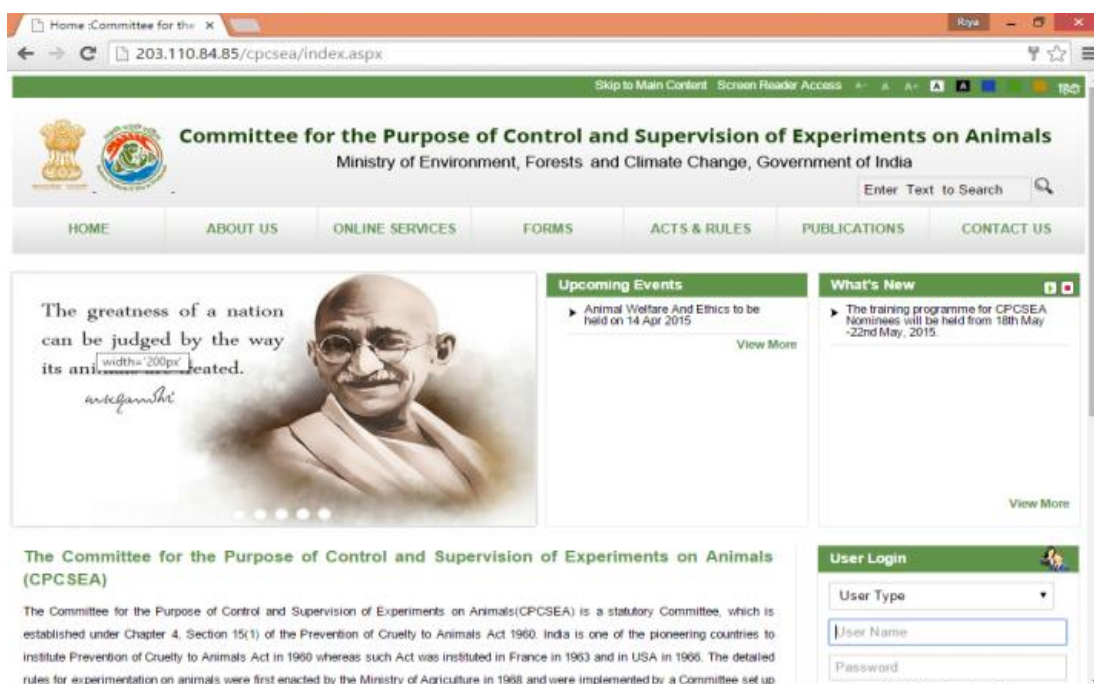 Home :Committee for the
Riya
203.110.84.85/cpcsea/index.aspx
Skip to Main Content Screen Reader Access A- A A+ A A हिंदी
Committee for the Purpose of Control and Supervision of Experiments on Animals
Ministry of Environment, Forests and Climate Change, Government of India
Enter Text to Search
HOME ABOUT US ONLINE SERVICES FORMS ACTS & RULES PUBLICATIONS CONTACT US
The greatness of a nation
can be judged by the way
its treated.
width='200px'
mkgandhi
Upcoming Events
Animal Welfare And Ethics to be
held on 14 Apr 2015
View More
What's New
The training programme for CPCSEA
Nominees will be held from 18th May
-22nd May, 2015.
View More
The Committee for the Purpose of Control and Supervision of Experiments on Animals
(CPCSEA)
The Committee for the Purpose of Control and Supervision of Experiments on Animals(CPCSEA) is a statutory Committee, which is
established under Chapter 4, Section 15(1) of the Prevention of Cruelty to Animals Act 1960. India is one of the pioneering countries to
institute Prevention of Cruelty to Animals Act in 1960 whereas such Act was instituted in France in 1963 and in USA in 1966. The detailed
rules for experimentation on animals were first enacted by the Ministry of Agriculture in 1968 and were implemented by a Committee set up
User Login
User Type
User Name
Password